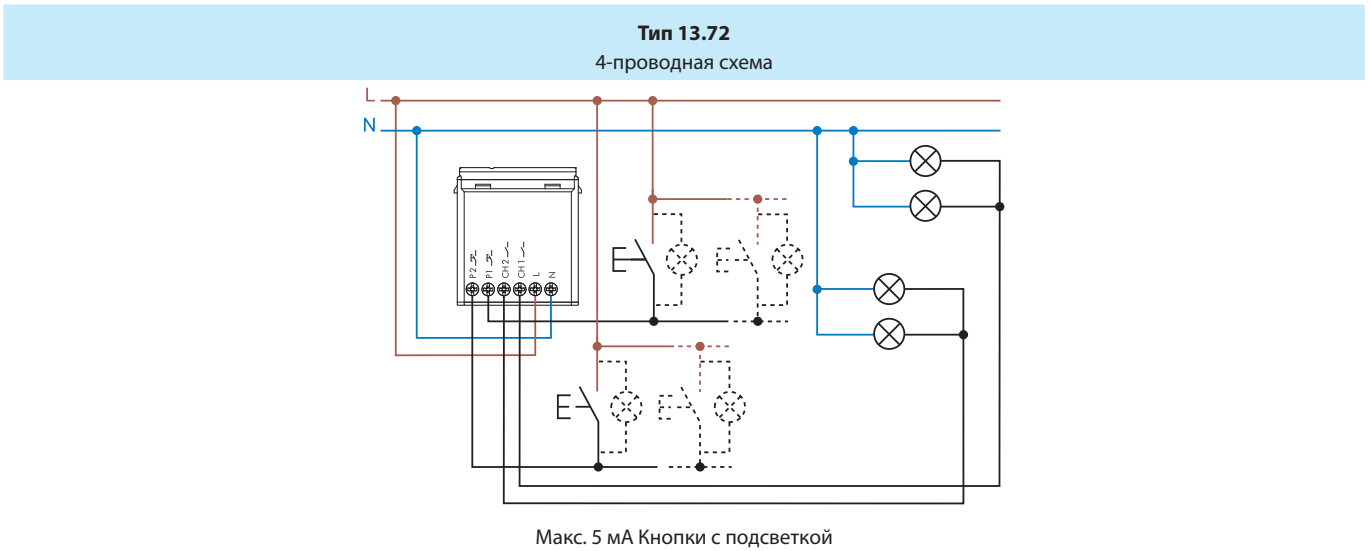 Тип 13.72
4-проводная схема
L
N
P2
P1
CH2
CH1
L
N
Макс. 5 мА Кнопки с подсветкой